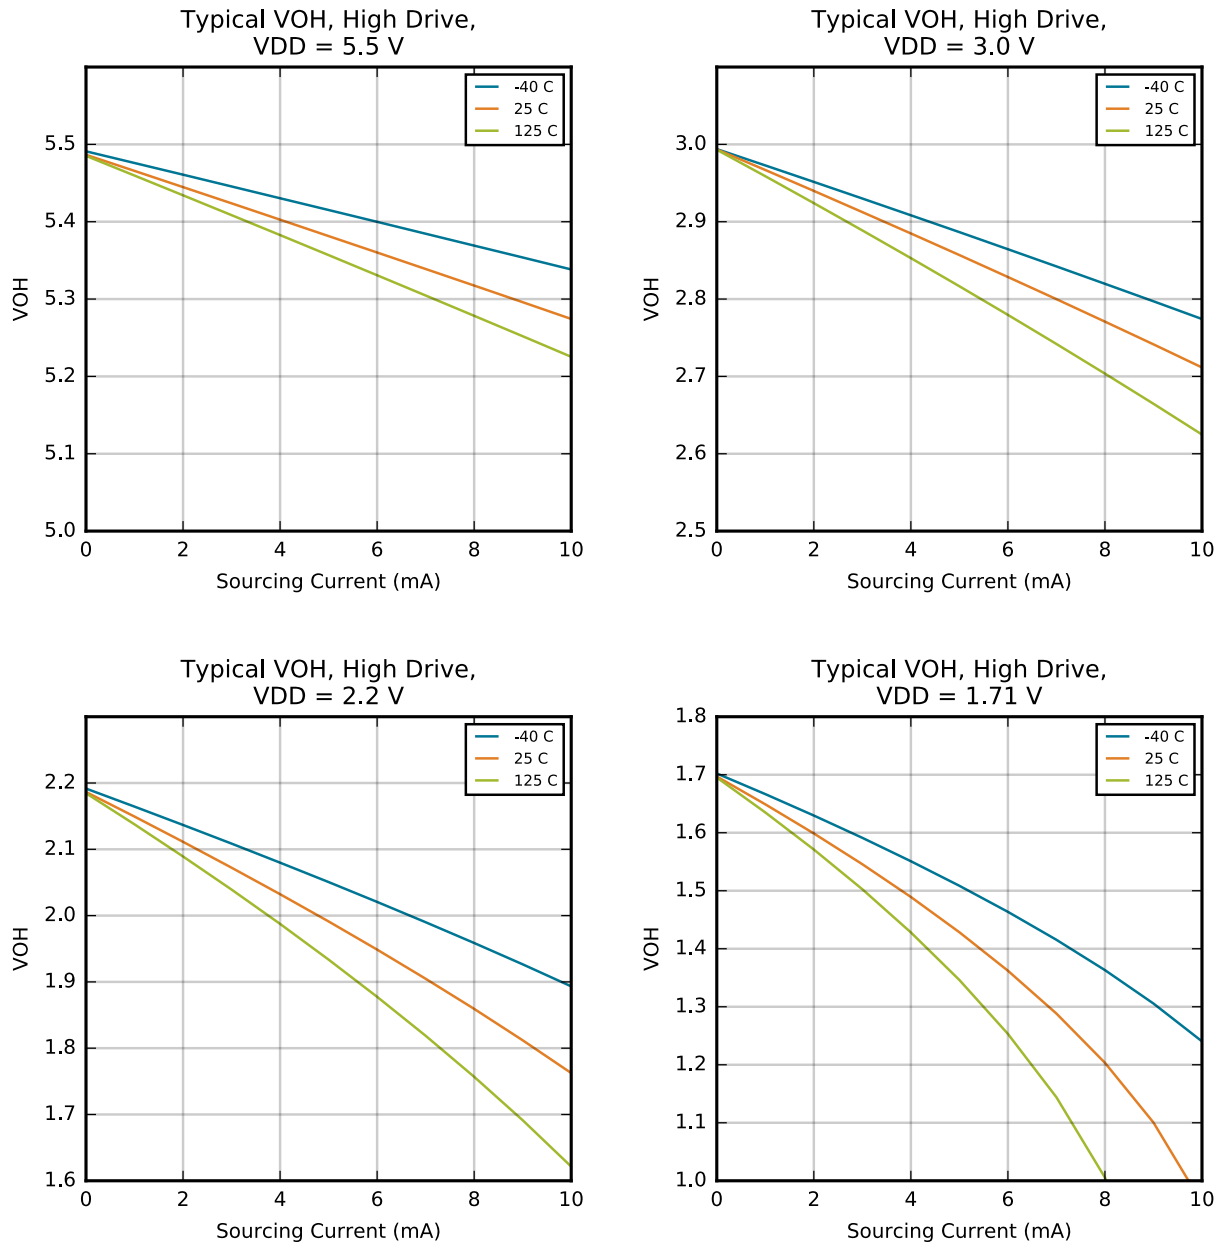 Typical VOH, High Drive,
VDD = 5.5 V
-40 C
25 C
125 C
5.5
5.4
5.3
5.2
5.1
5.0
VOH
0 2 4 6 8 10
Sourcing Current (mA)
Typical VOH, High Drive,
VDD = 3.0 V
-40 C
25 C
125 C
3.0
2.9
2.8
2.7
2.6
2.5
VOH
0 2 4 6 8 10
Sourcing Current (mA)
Typical VOH, High Drive,
VDD = 2.2 V
-40 C
25 C
125 C
2.2
2.1
2.0
1.9
1.8
1.7
1.6
VOH
0 2 4 6 8 10
Sourcing Current (mA)
Typical VOH, High Drive,
VDD = 1.71 V
-40 C
25 C
125 C
1.8
1.7
1.6
1.5
1.4
1.3
1.2
1.1
1.0
VOH
0 2 4 6 8 10
Sourcing Current (mA)